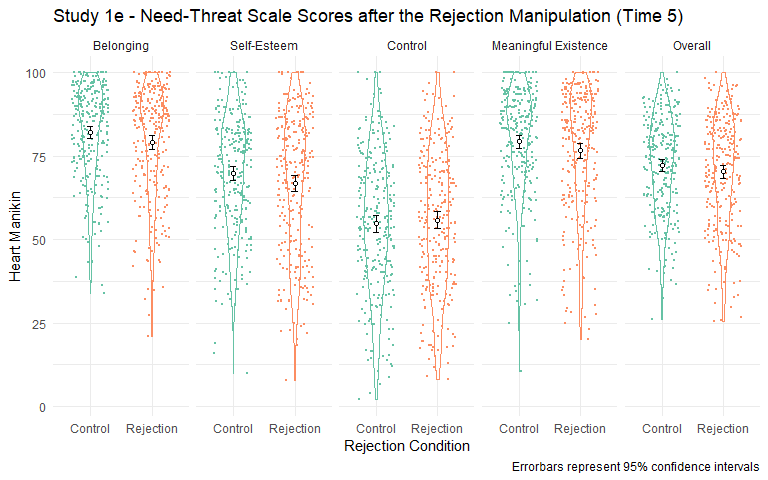 Study 1e - Need-Threat Scale Scores after the Rejection Manipulation (Time 5)
Belonging Self-Esteem Control Meaningful Existence Overall
100
75
50
25
0
Heart Manikin
Control Rejection Control Rejection Control Rejection Control Rejection Control Rejection
Rejection Condition
Errorbars represent 95% confidence intervals